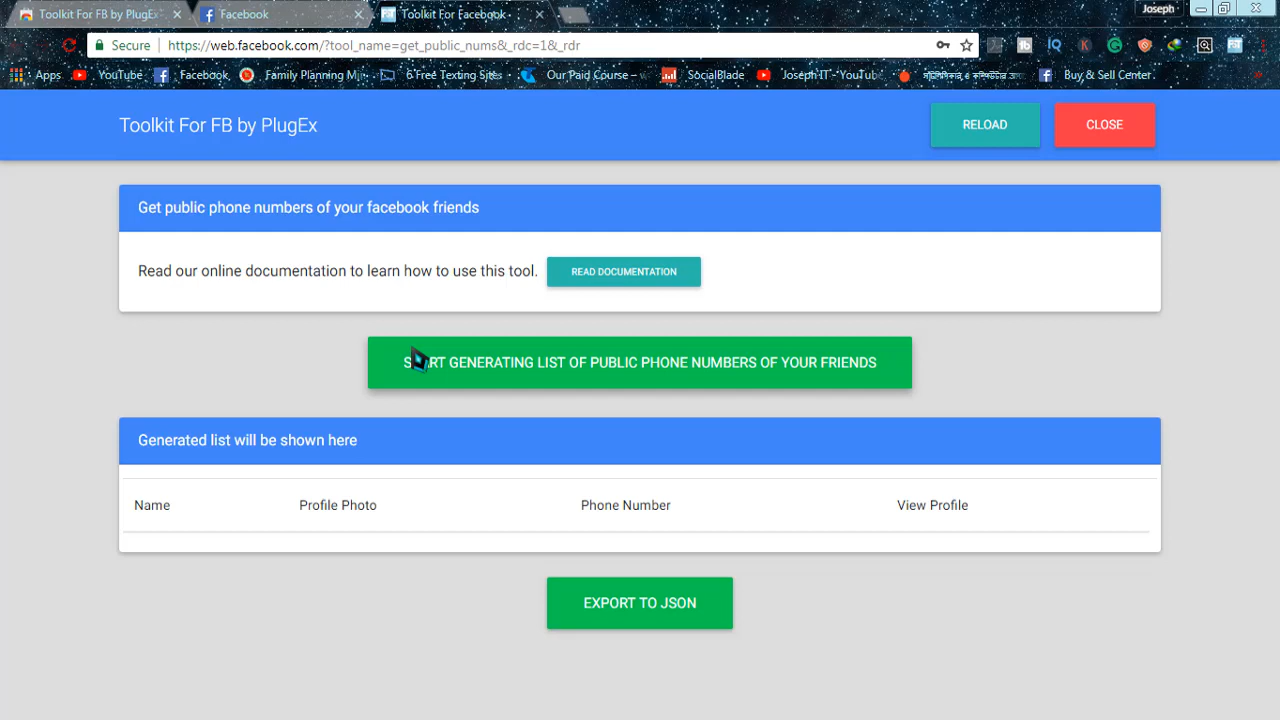 Toolkit For FB by PlugEx
Facebook
Toolkit For Facebook
Joseph
Secure
https://web.facebook.com/?tool_name=get_public_nums&_rdc=1&_rdr
Apps
YouTube
Facebook
Family Planning M
6 Free Texting Sites
Our Paid Course –
SocialBlade
Joseph IT - YouTub
Buy & Sell Center
Toolkit For FB by PlugEx
RELOAD
CLOSE
Get public phone numbers of your facebook friends
Read our online documentation to learn how to use this tool.
READ DOCUMENTATION
START GENERATING LIST OF PUBLIC PHONE NUMBERS OF YOUR FRIENDS
Generated list will be shown here
Name
Profile Photo
Phone Number
View Profile
EXPORT TO JSON